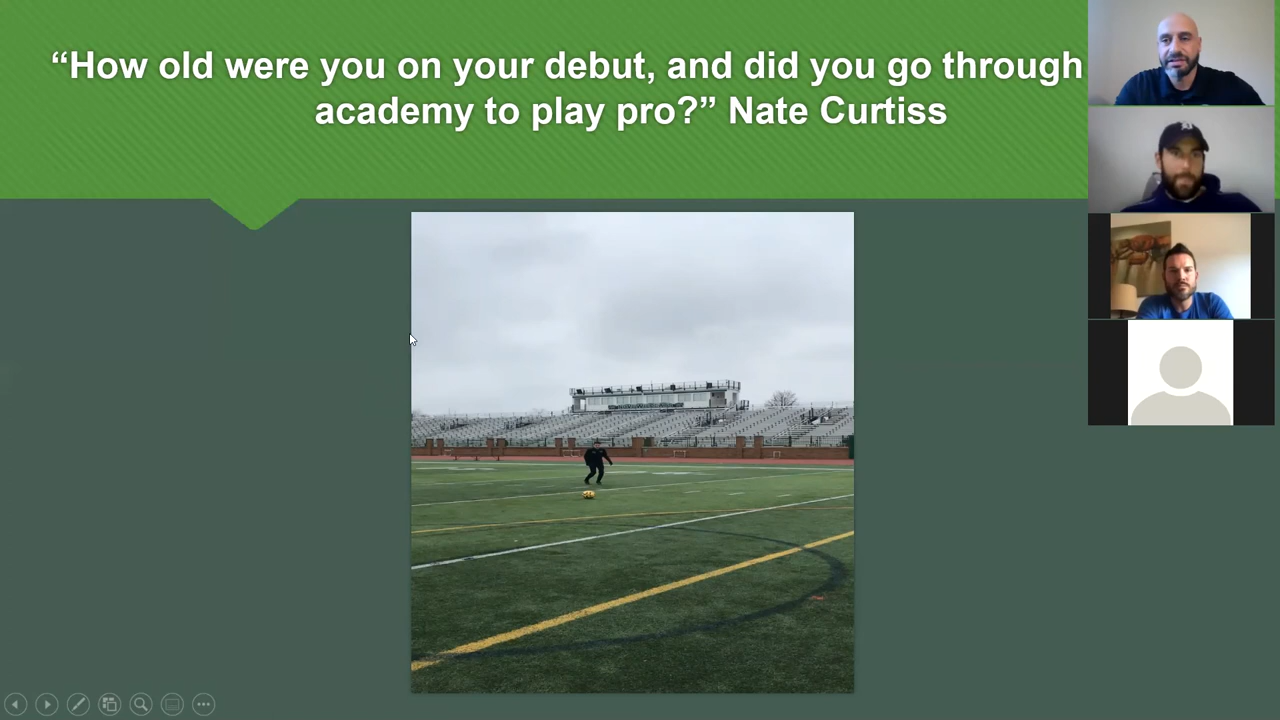 “How old were you on your debut, and did you go through
academy to play pro?” Nate Curtiss